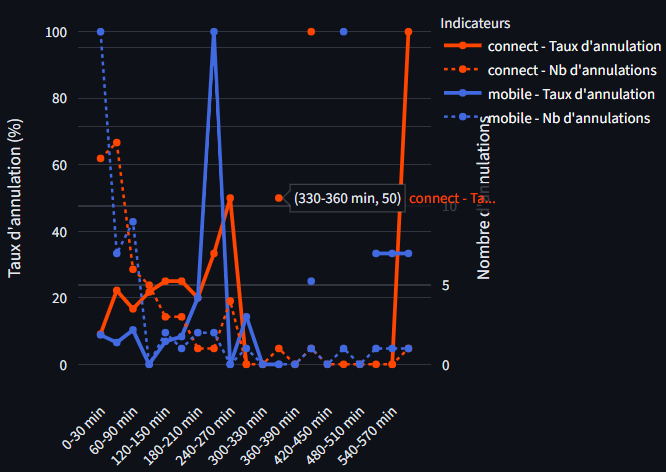 Indicateurs
connect - Taux d'annulation
connect - Nb d'annulations
mobile - Taux d'annulation
mobile - Nb d'annulations
100
80
60
40
20
0
Taux d'annulation (%)
(330-360 min, 50)
connect - Ta...
10
5
0
Nombre d'annulations
0-30 min
60-90 min
120-150 min
180-210 min
240-270 min
300-330 min
360-390 min
420-450 min
480-510 min
540-570 min